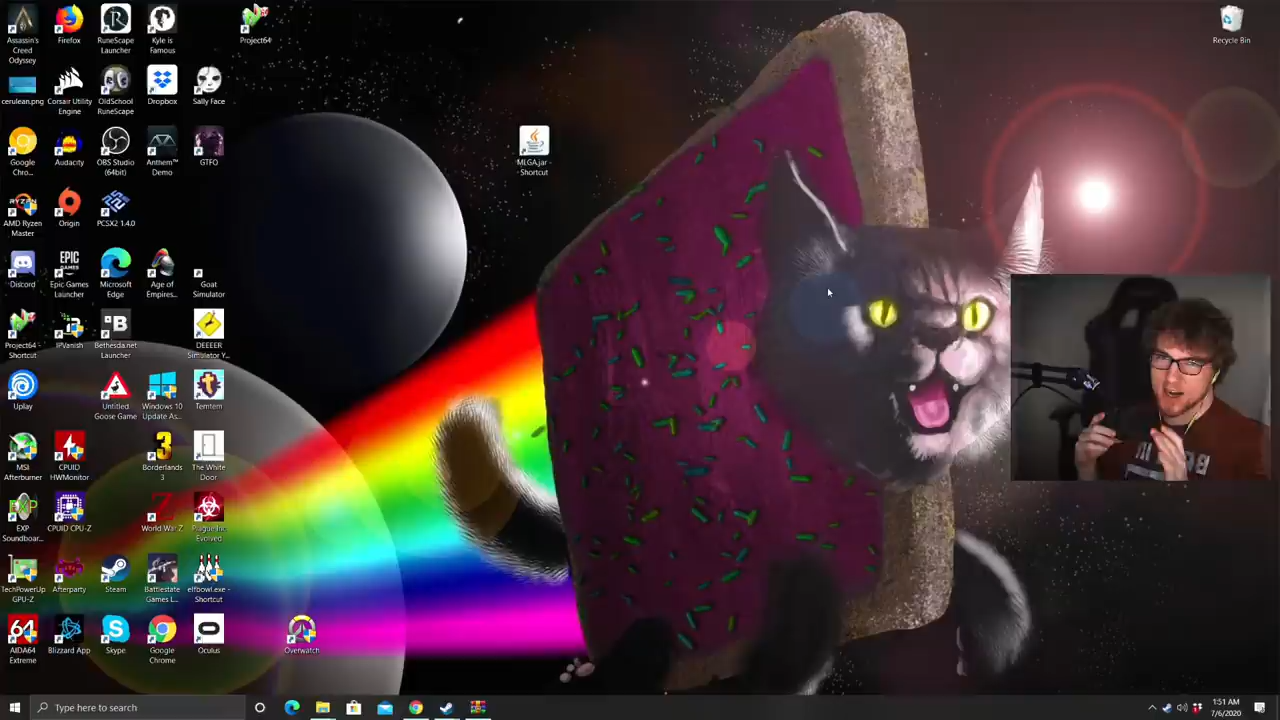 Assassin's
Creed
Odyssey
Firefox
RuneScape
Launcher
Kyle is
Famous
Project64
Recycle Bin
cerulean.png
Corsair Utility
Engine
OldSchool
RuneScape
Dropbox
Sally Face
MLGA.jar -
Shortcut
Google
Chro...
Audacity
OBS Studio
(64bit)
Anthem™
Demo
GTFO
AMD Ryzen
Master
Origin
PCSX2 1.4.0
Discord
Epic Games
Launcher
Microsoft
Edge
Age of
Empires...
Goat
Simulator
Project64 -
Shortcut
IPVanish
Bethesda.net
Launcher
DEEEER
Simulator Y...
Uplay
Untitled
Goose Game
Windows 10
Update As...
Temtem
MSI
Afterburner
CPUID
HWMonitor
Borderlands
3
The White
Door
EXP
Soundboar...
CPUID CPU-Z
World War Z
Plague Inc
Evolved
TechPowerUp
GPU-Z
Afterparty
Steam
Battlestate
Games L...
elfbowl.exe -
Shortcut
AIDA64
Extreme
Blizzard App
Skype
Google
Chrome
Oculus
Overwatch
Type here to search
1:51 AM
7/6/2020